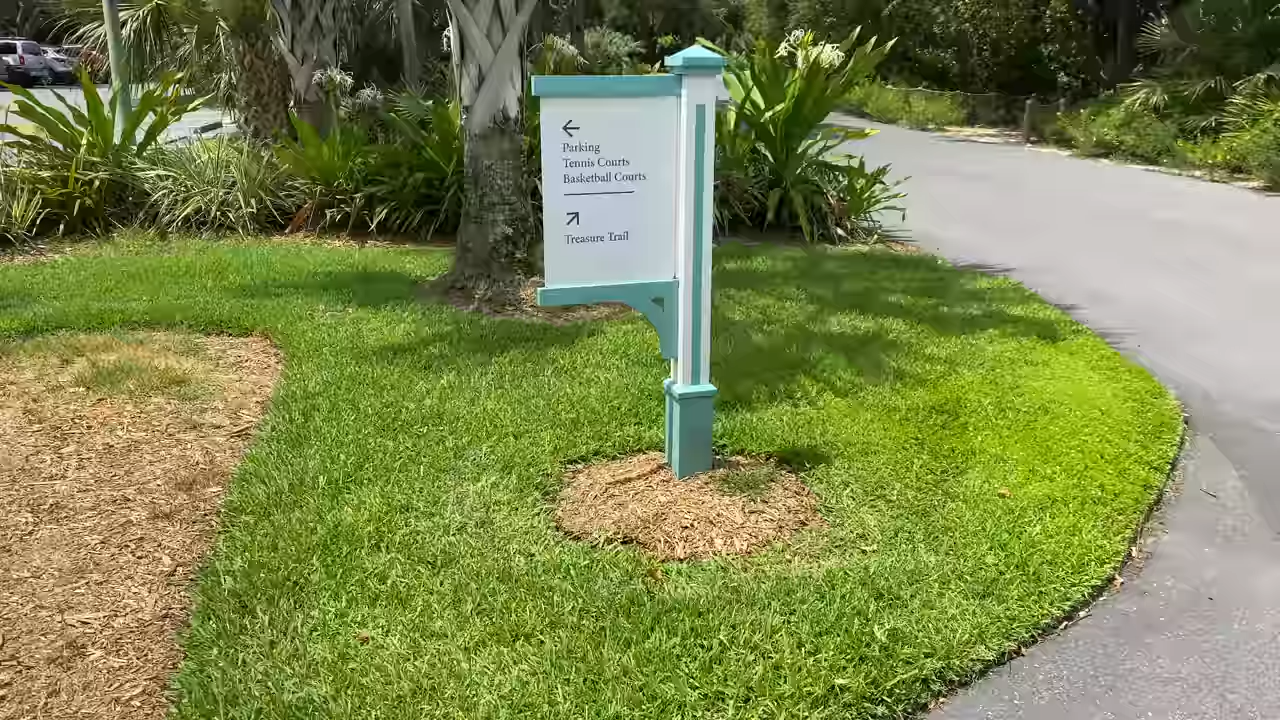 ←
Parking
Tennis Courts
Basketball Courts
↗
Treasure Trail